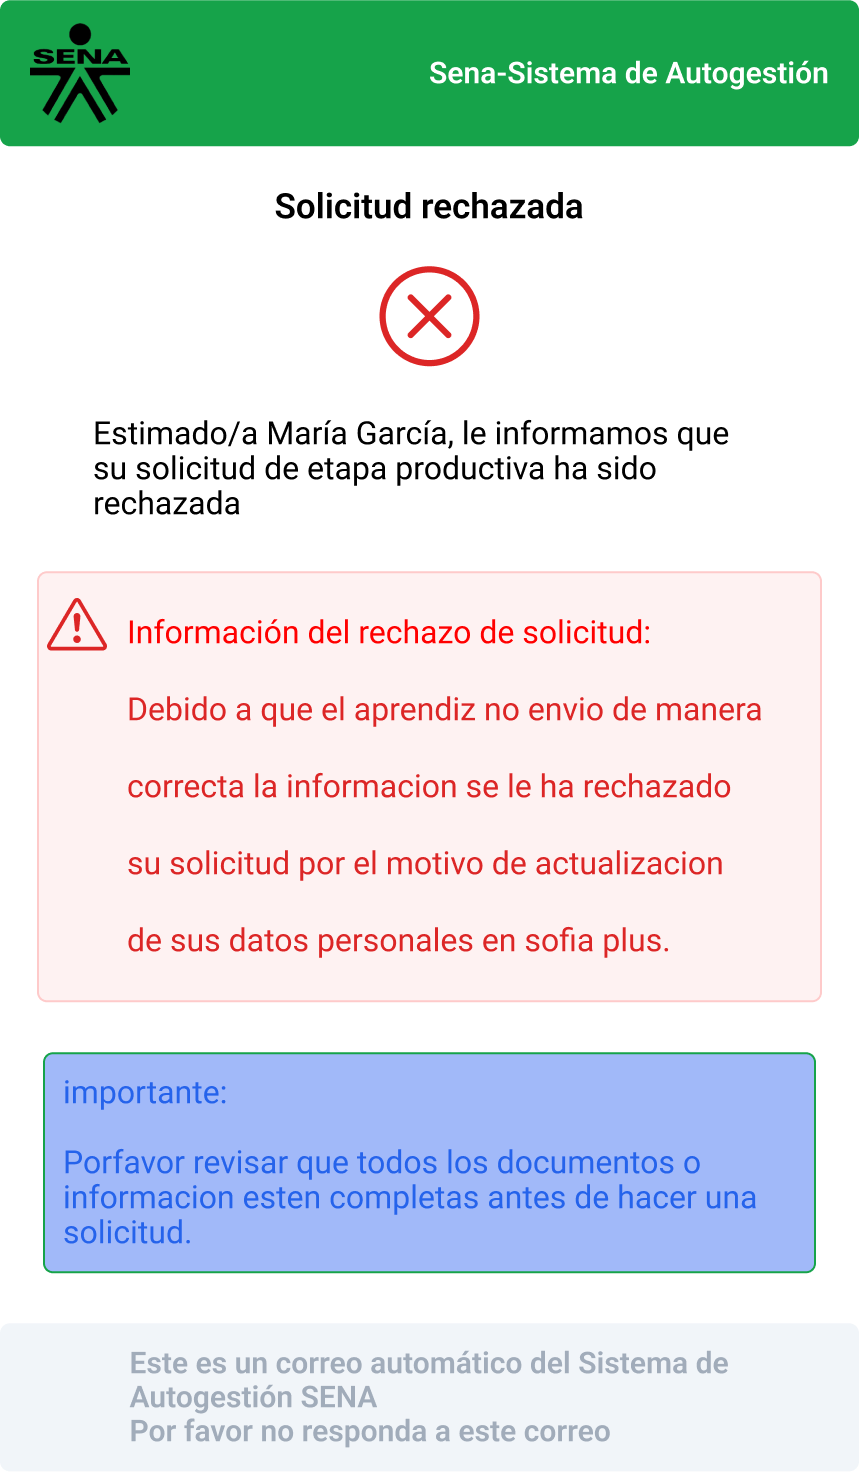 SENA
Sena-Sistema de Autogestión
Solicitud rechazada
Estimado/a María García, le informamos que
su solicitud de etapa productiva ha sido
rechazada
Información del rechazo de solicitud:
Debido a que el aprendiz no envio de manera
correcta la informacion se le ha rechazado
su solicitud por el motivo de actualizacion
de sus datos personales en sofia plus.
importante:
Porfavor revisar que todos los documentos o
informacion esten completas antes de hacer una
solicitud.
Este es un correo automático del Sistema de
Autogestión SENA
Por favor no responda a este correo